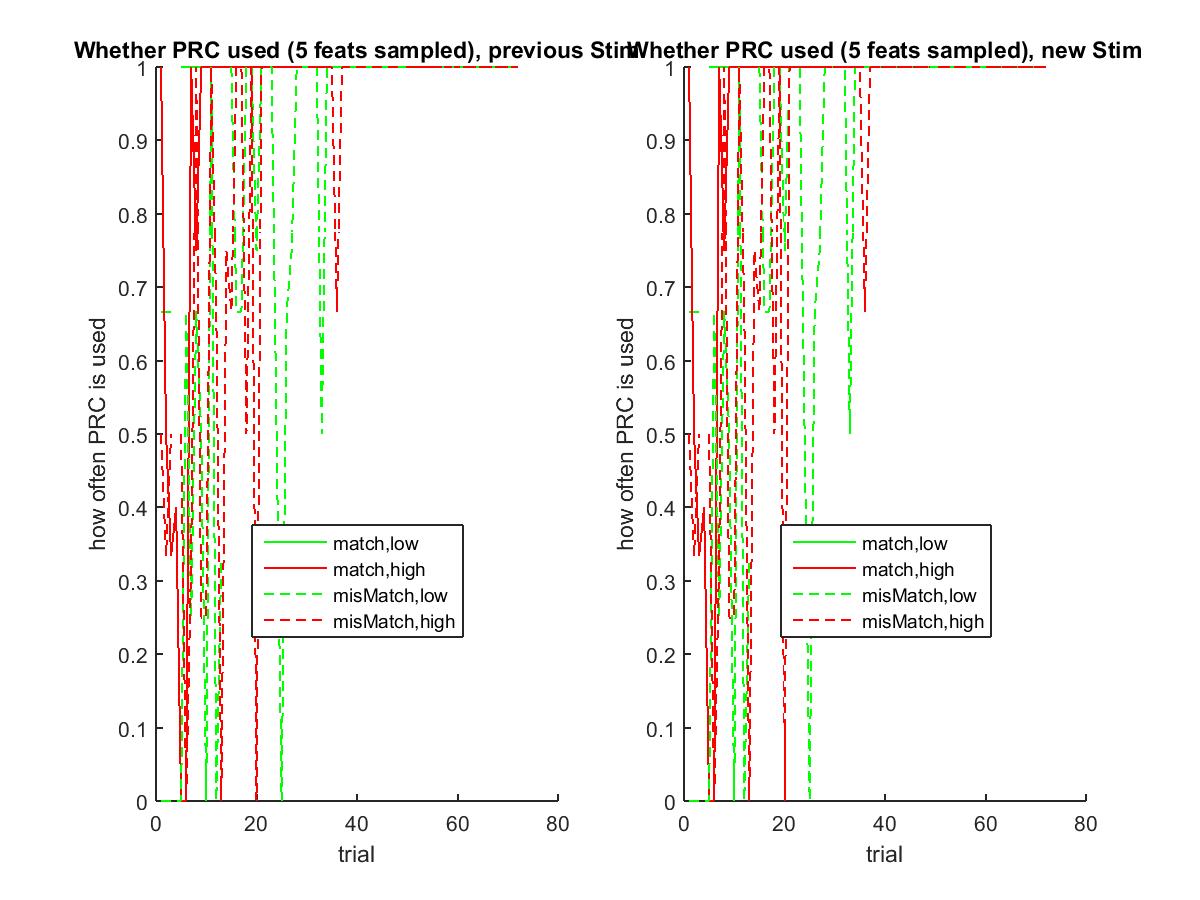 Whether PRC used (5 feats sampled), previous Stim
Whether PRC used (5 feats sampled), new Stim
1
0.9
0.8
0.7
0.6
0.5
0.4
0.3
0.2
0.1
0
how often PRC is used
0 20 40 60 80
trial
match,low
match,high
misMatch,low
misMatch,high
1
0.9
0.8
0.7
0.6
0.5
0.4
0.3
0.2
0.1
0
how often PRC is used
0 20 40 60 80
trial
match,low
match,high
misMatch,low
misMatch,high